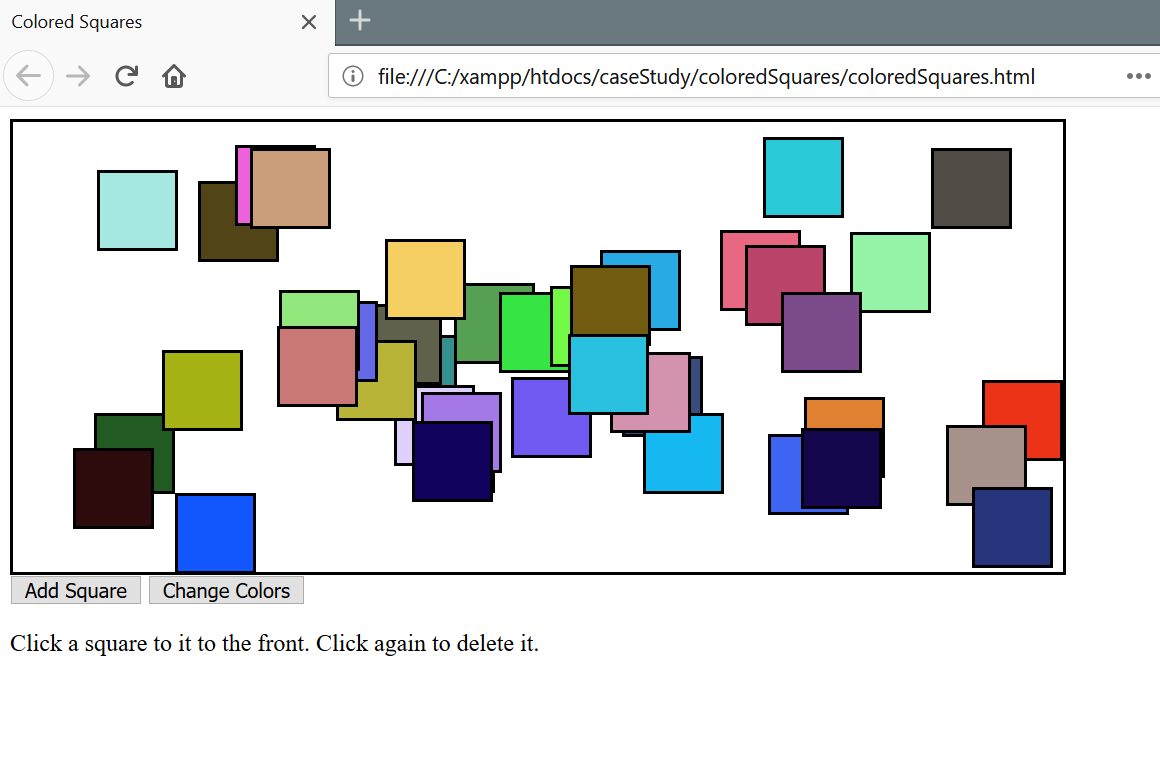 Colored Squares
file:///C:/xampp/htdocs/caseStudy/coloredSquares/coloredSquares.html
Add Square
Change Colors
Click a square to it to the front. Click again to delete it.